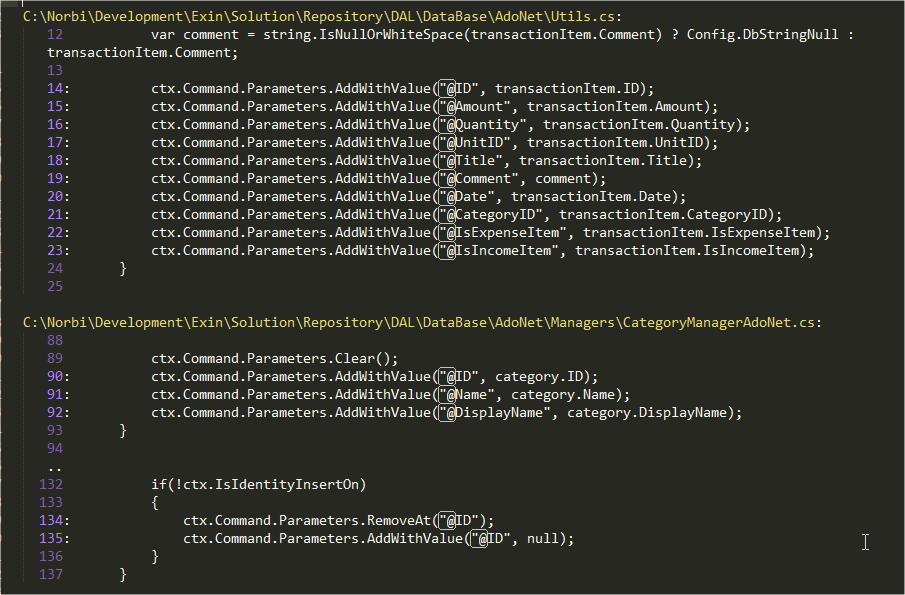 C:\Norbi\Development\Exin\Solution\Repository\DAL\DataBase\AdoNet\Utils.cs:
12 var comment = string.IsNullOrWhiteSpace(transactionItem.Comment) ? Config.DbStringNull :
transactionItem.Comment;
13
14: ctx.Command.Parameters.AddWithValue("@ID", transactionItem.ID);
15: ctx.Command.Parameters.AddWithValue("@Amount", transactionItem.Amount);
16: ctx.Command.Parameters.AddWithValue("@Quantity", transactionItem.Quantity);
17: ctx.Command.Parameters.AddWithValue("@UnitID", transactionItem.UnitID);
18: ctx.Command.Parameters.AddWithValue("@Title", transactionItem.Title);
19: ctx.Command.Parameters.AddWithValue("@Comment", comment);
20: ctx.Command.Parameters.AddWithValue("@Date", transactionItem.Date);
21: ctx.Command.Parameters.AddWithValue("@CategoryID", transactionItem.CategoryID);
22: ctx.Command.Parameters.AddWithValue("@IsExpenseItem", transactionItem.IsExpenseItem);
23: ctx.Command.Parameters.AddWithValue("@IsIncomeItem", transactionItem.IsIncomeItem);
24 }
25
C:\Norbi\Development\Exin\Solution\Repository\DAL\DataBase\AdoNet\Managers\CategoryManagerAdoNet.cs:
88
89 ctx.Command.Parameters.Clear();
90: ctx.Command.Parameters.AddWithValue("@ID", category.ID);
91: ctx.Command.Parameters.AddWithValue("@Name", category.Name);
92: ctx.Command.Parameters.AddWithValue("@DisplayName", category.DisplayName);
93 }
94
..
132 if(!ctx.IsIdentityInsertOn)
133 {
134: ctx.Command.Parameters.RemoveAt("@ID");
135: ctx.Command.Parameters.AddWithValue("@ID", null);
136 }
137 }